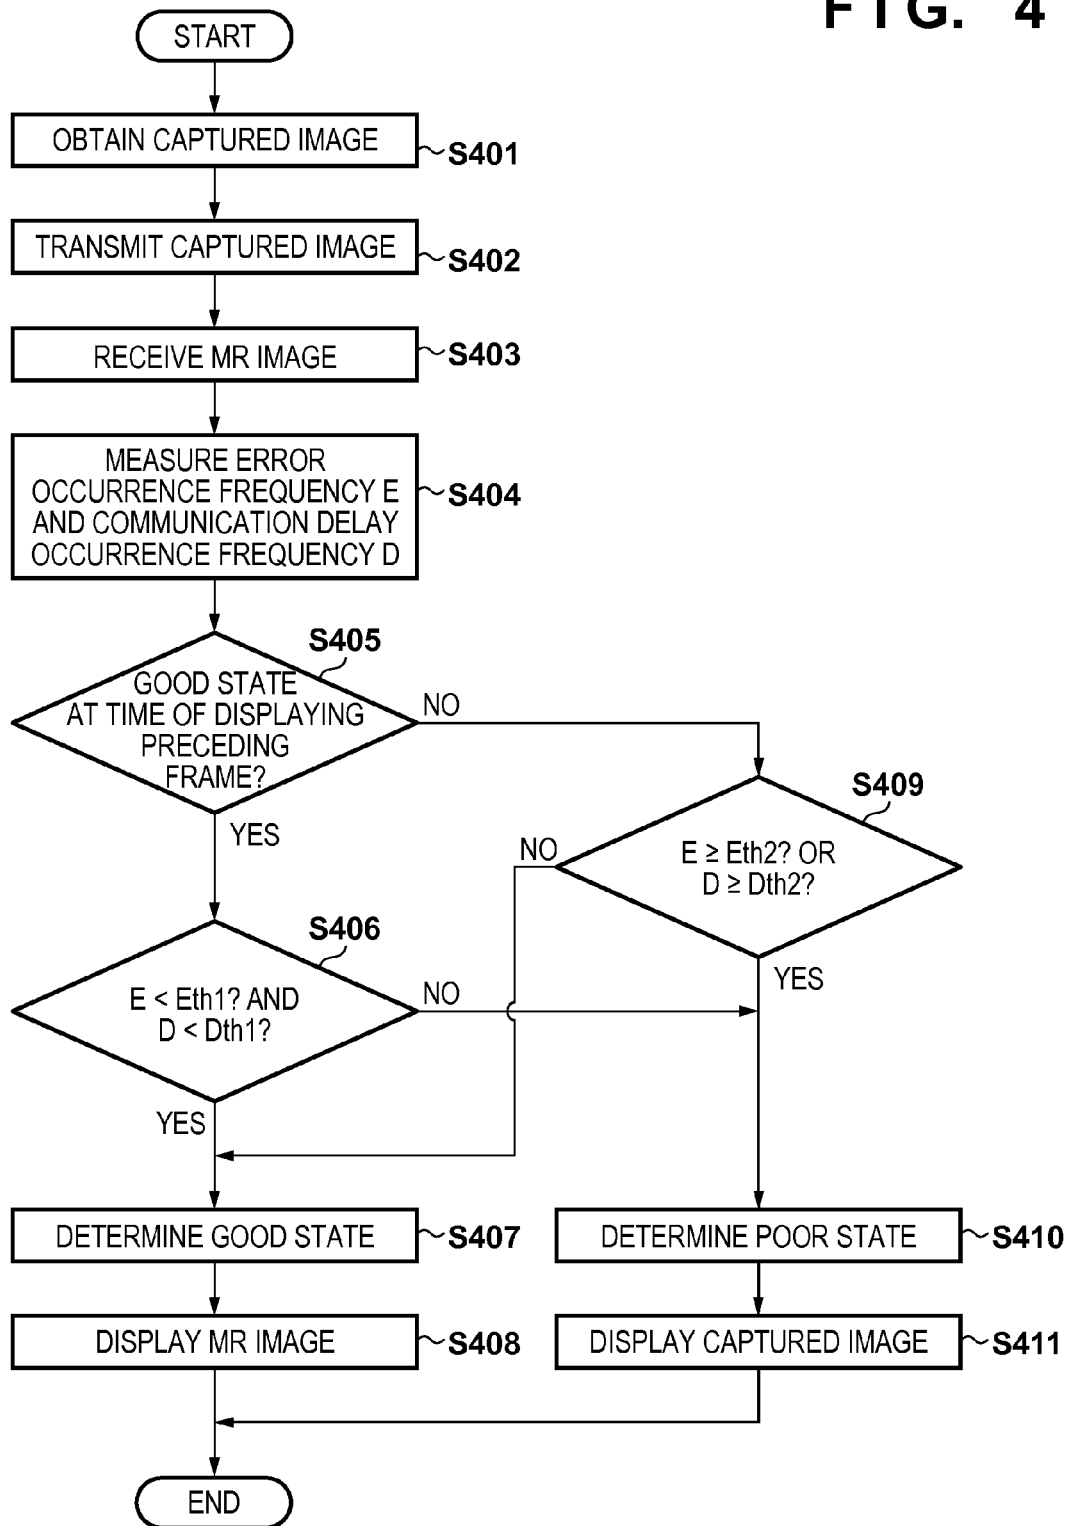 FIG. 4
START
OBTAIN CAPTURED IMAGE
S401
TRANSMIT CAPTURED IMAGE
S402
RECEIVE MR IMAGE
S403
MEASURE ERROR
OCCURRENCE FREQUENCY E
AND COMMUNICATION DELAY
OCCURRENCE FREQUENCY D
S404
S405
GOOD STATE
AT TIME OF DISPLAYING
PRECEDING
FRAME?
NO
YES
S409
E ≥ Eth2? OR
D ≥ Dth2?
NO
YES
S406
E < Eth1? AND
D < Dth1?
NO
YES
DETERMINE GOOD STATE
S407
DETERMINE POOR STATE
S410
DISPLAY MR IMAGE
S408
DISPLAY CAPTURED IMAGE
S411
END